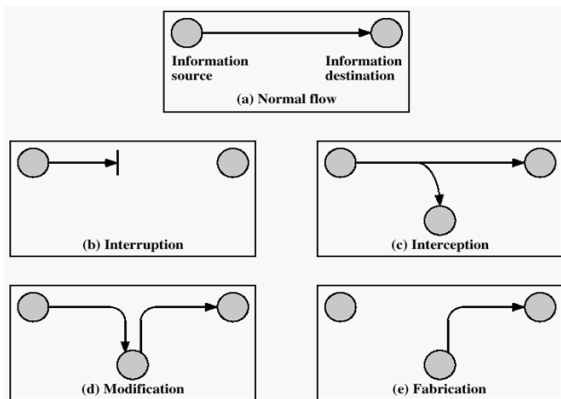 Information Information
source destination
(a) Normal flow
(b) Interruption
(c) Interception
(d) Modification
(e) Fabrication